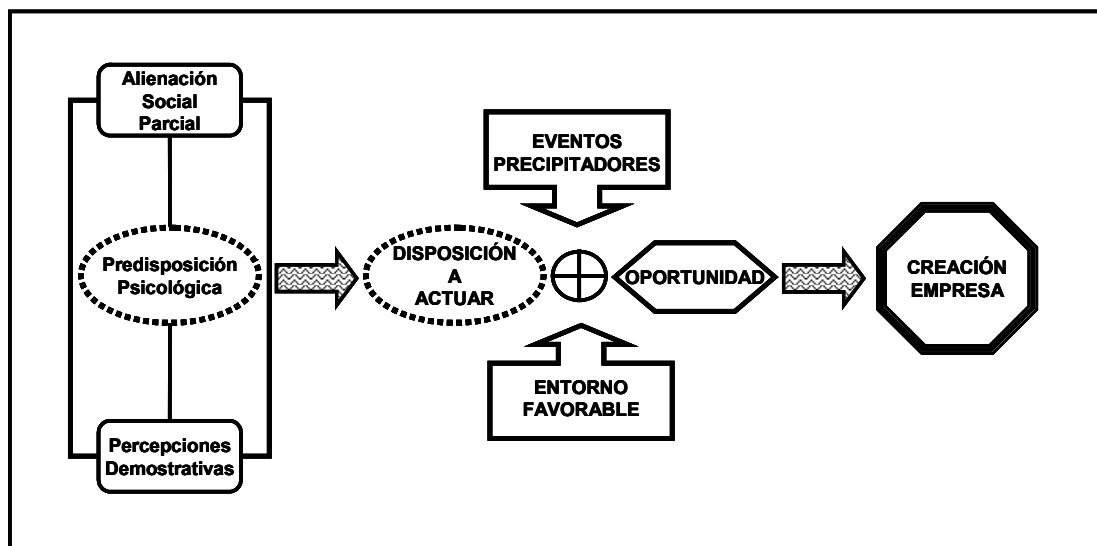 Alienación
Social
Parcial
Predisposición
Psicológica
Percepciones
Demostrativas
DISPOSICIÓN
A
ACTUAR
EVENTOS
PRECIPITADORES
OPORTUNIDAD
ENTORNO
FAVORABLE
CREACIÓN
EMPRESA